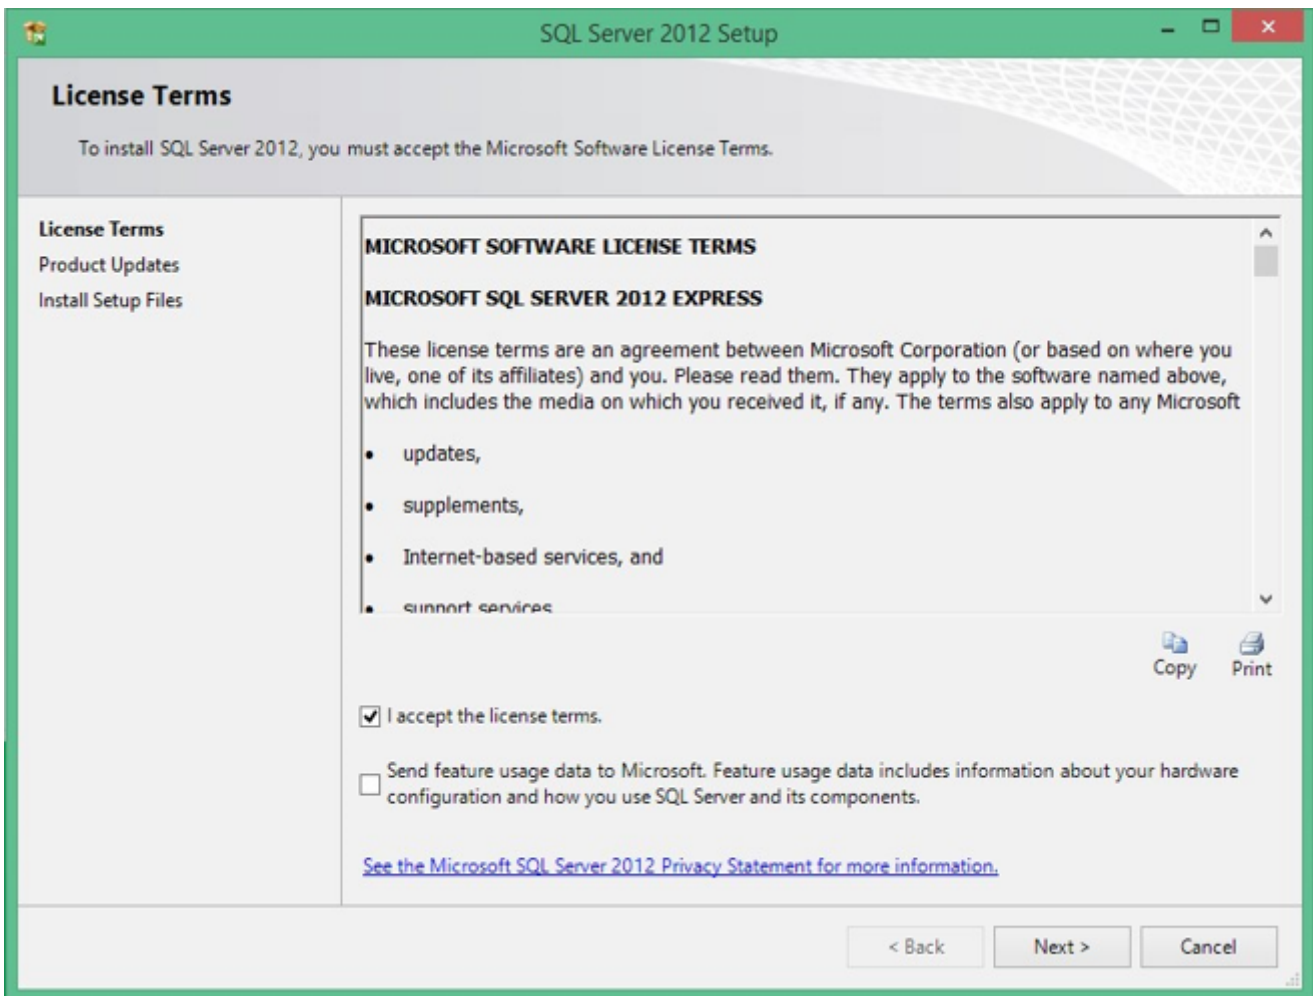 SQL Server 2012 Setup
License Terms
To install SQL Server 2012, you must accept the Microsoft Software License Terms.
License Terms
Product Updates
Install Setup Files
MICROSOFT SOFTWARE LICENSE TERMS
MICROSOFT SQL SERVER 2012 EXPRESS
These license terms are an agreement between Microsoft Corporation (or based on where you
live, one of its affiliates) and you. Please read them. They apply to the software named above,
which includes the media on which you received it, if any. The terms also apply to any Microsoft
• updates,
• supplements,
• Internet-based services, and
• support services
Copy Print
I accept the license terms.
Send feature usage data to Microsoft. Feature usage data includes information about your hardware
configuration and how you use SQL Server and its components.
See the Microsoft SQL Server 2012 Privacy Statement for more information.
< Back Next > Cancel